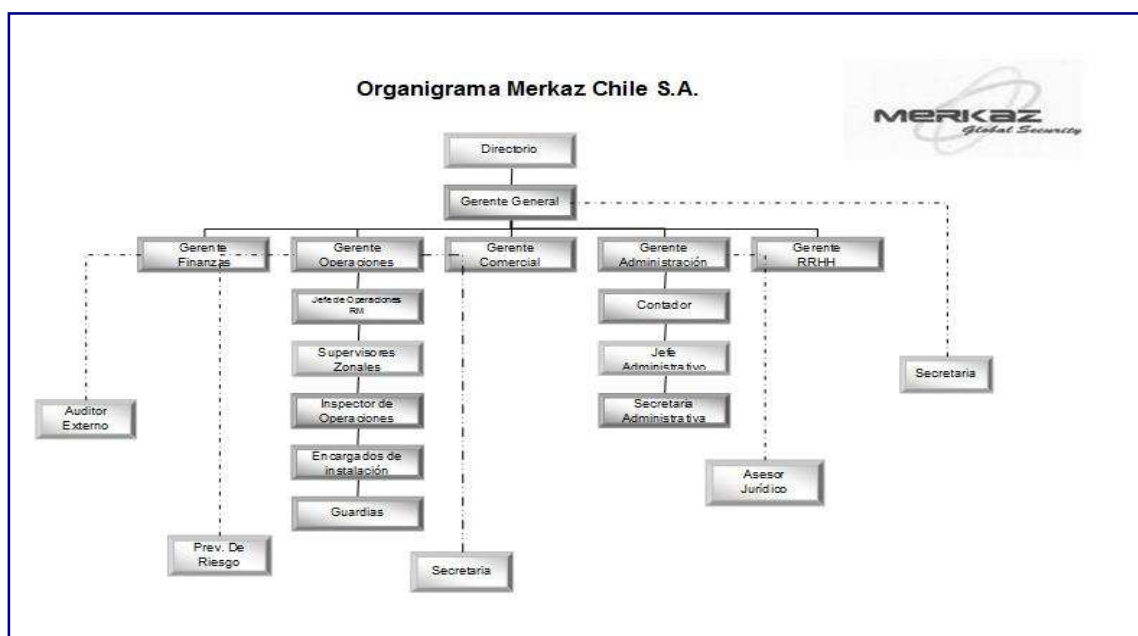 Organigrama Merkaz Chile S.A.
MERKAZ
Global Security
Directorio
Gerente General
Gerente
Finanzas
Gerente
Operaciones
Gerente
Comercial
Gerente
Administración
Gerente
RRHH
Jefe de Operaciones
RM
Contador
Supervisores
Zonales
Jefe
Administrativo
Secretaria
Auditor
Externo
Inspector de
Operaciones
Secretaria
Administrativa
Encargados de
instalación
Asesor
Jurídico
Guardias
Prev. De
Riesgo
Secretaria